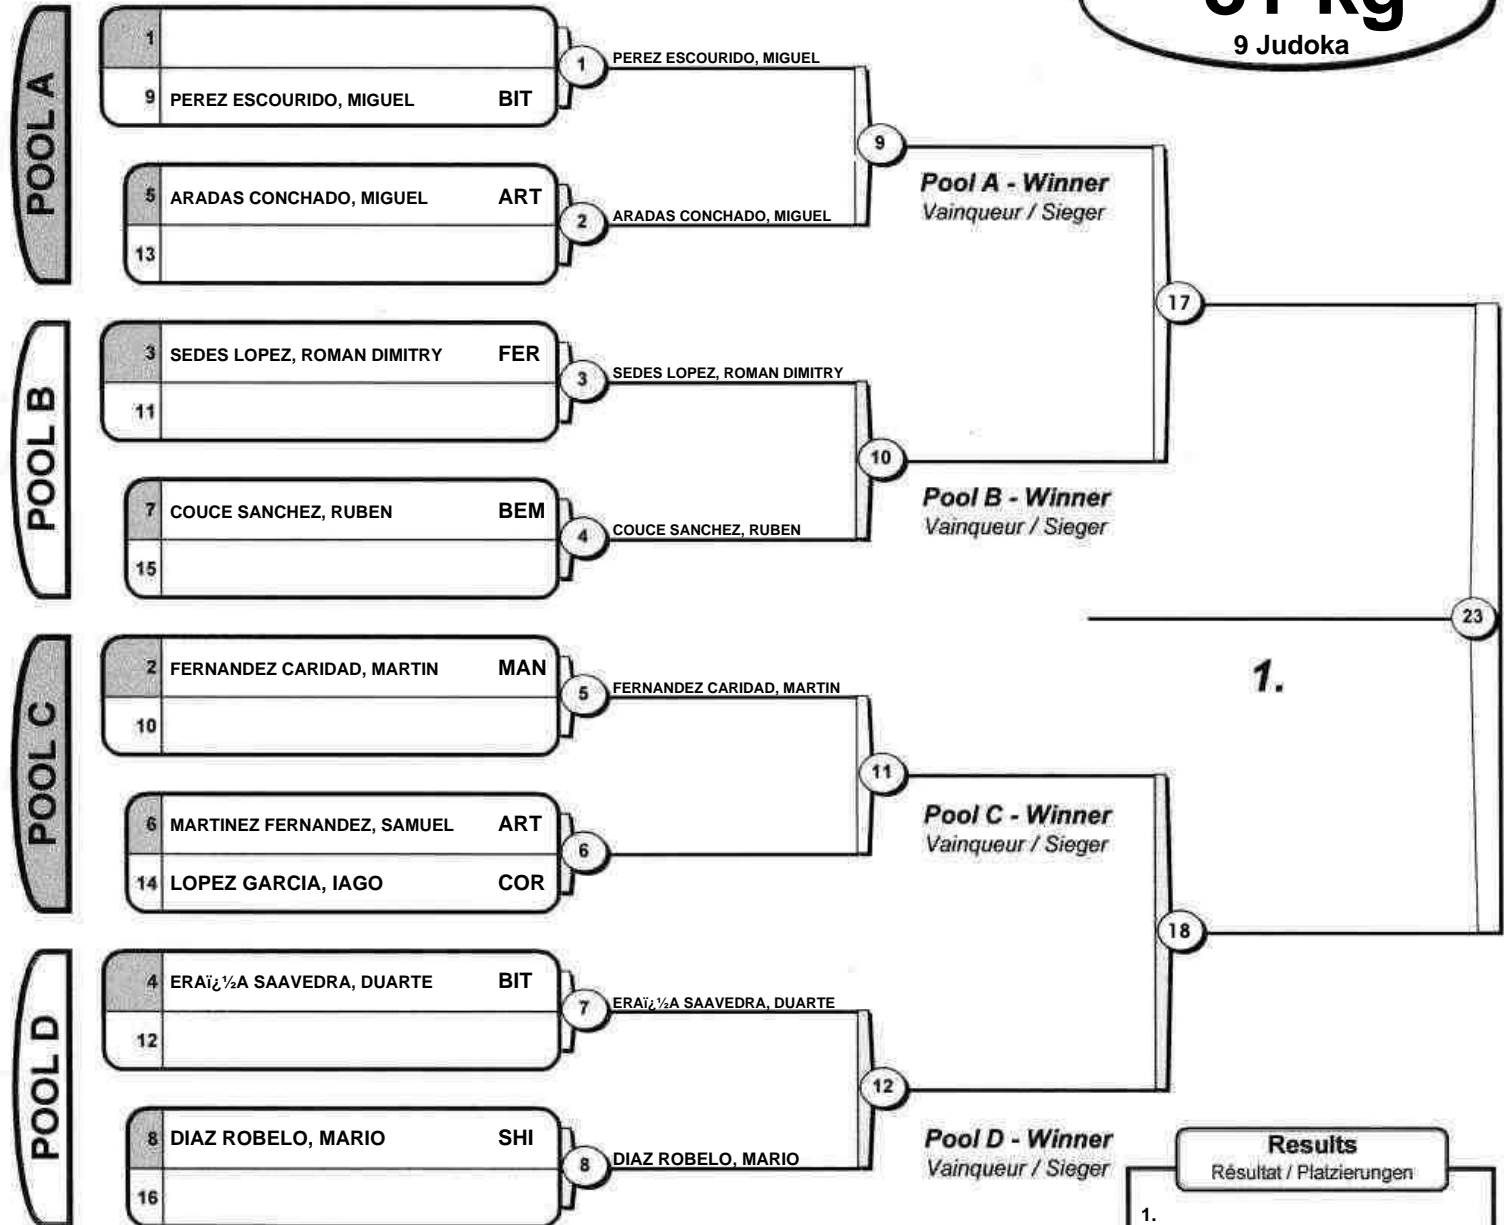 kg
9 Judoka
POOL A
1
9 PEREZ ESCOURIDO, MIGUEL BIT
1 PEREZ ESCOURIDO, MIGUEL
5 ARADAS CONCHADO, MIGUEL ART
13
2 ARADAS CONCHADO, MIGUEL
9
Pool A - Winner
Vainqueur / Sieger
POOL B
3 SEDES LOPEZ, ROMAN DIMITRY FER
11
3 SEDES LOPEZ, ROMAN DIMITRY
7 COUCE SANCHEZ, RUBEN BEM
15
4 COUCE SANCHEZ, RUBEN
10
Pool B - Winner
Vainqueur / Sieger
17
23
1.
POOL C
2 FERNANDEZ CARIDAD, MARTIN MAN
10
5 FERNANDEZ CARIDAD, MARTIN
6 MARTINEZ FERNANDEZ, SAMUEL ART
14 LOPEZ GARCIA, IAGO COR
6
11
Pool C - Winner
Vainqueur / Sieger
18
POOL D
4 ERAï¿½A SAAVEDRA, DUARTE BIT
12
7 ERAï¿½A SAAVEDRA, DUARTE
8 DIAZ ROBELO, MARIO SHI
16
8 DIAZ ROBELO, MARIO
12
Pool D - Winner
Vainqueur / Sieger
Results
Résultat / Platzierungen
1.